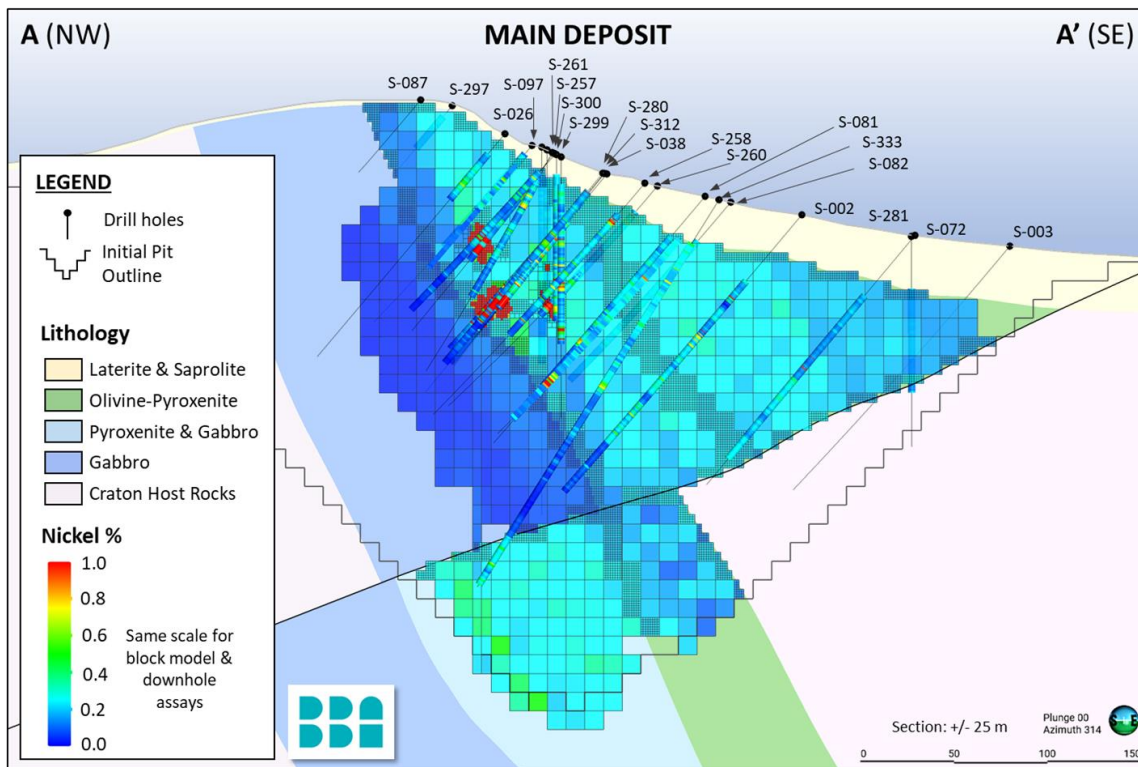 A (NW)
MAIN DEPOSIT
A' (SE)
S-261
S-257
S-300
S-299
S-087
S-297
S-097
S-026
S-280
S-312
S-038
S-258
S-260
S-081
S-333
S-082
S-002
S-281
S-072
S-003
LEGEND
Drill holes
Initial Pit
Outline
Lithology
Laterite & Saprolite
Olivine-Pyroxenite
Pyroxenite & Gabbro
Gabbro
Craton Host Rocks
Nickel %
1.0
0.8
0.6
0.4
0.2
0.0
Same scale for
block model &
downhole
assays
BBA
BBA
Section: +/- 25 m
Plunge 00
Azimuth 314
S E
0 50 100 150